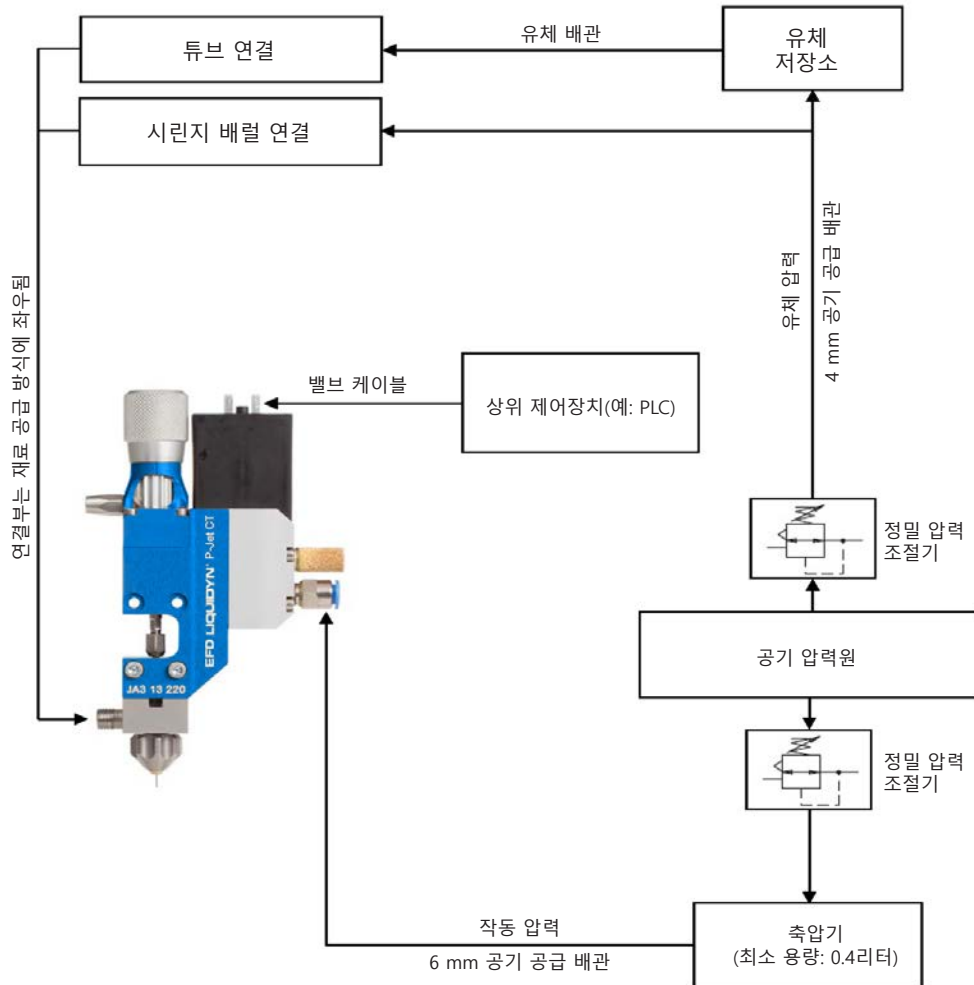 튜브 연결
유체 배관
유체
저장소
시린지 배럴 연결
유체 압력
4 mm 공기 공급 배관
연결부는 재료 공급 방식에 좌우됨
밸브 케이블
상위 제어장치(예: PLC)
정밀 압력
조절기
EFD LIQUIDYN® P-Jet CT
공기 압력원
JA3 13 220
정밀 압력
조절기
작동 압력
6 mm 공기 공급 배관
축압기
(최소 용량: 0.4리터)